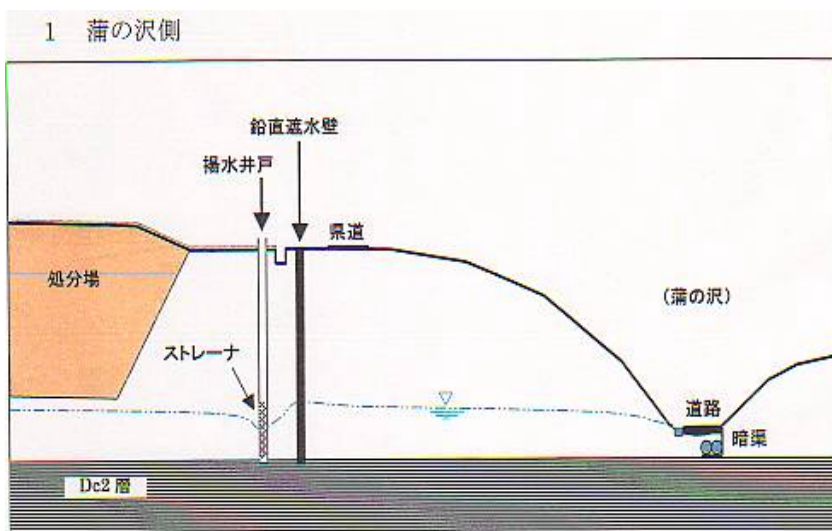 1 蒲の沢側
鉛直遮水壁
揚水井戸
県道
処分場
(蒲の沢)
ストレーナ
道路
暗渠
Dc2層